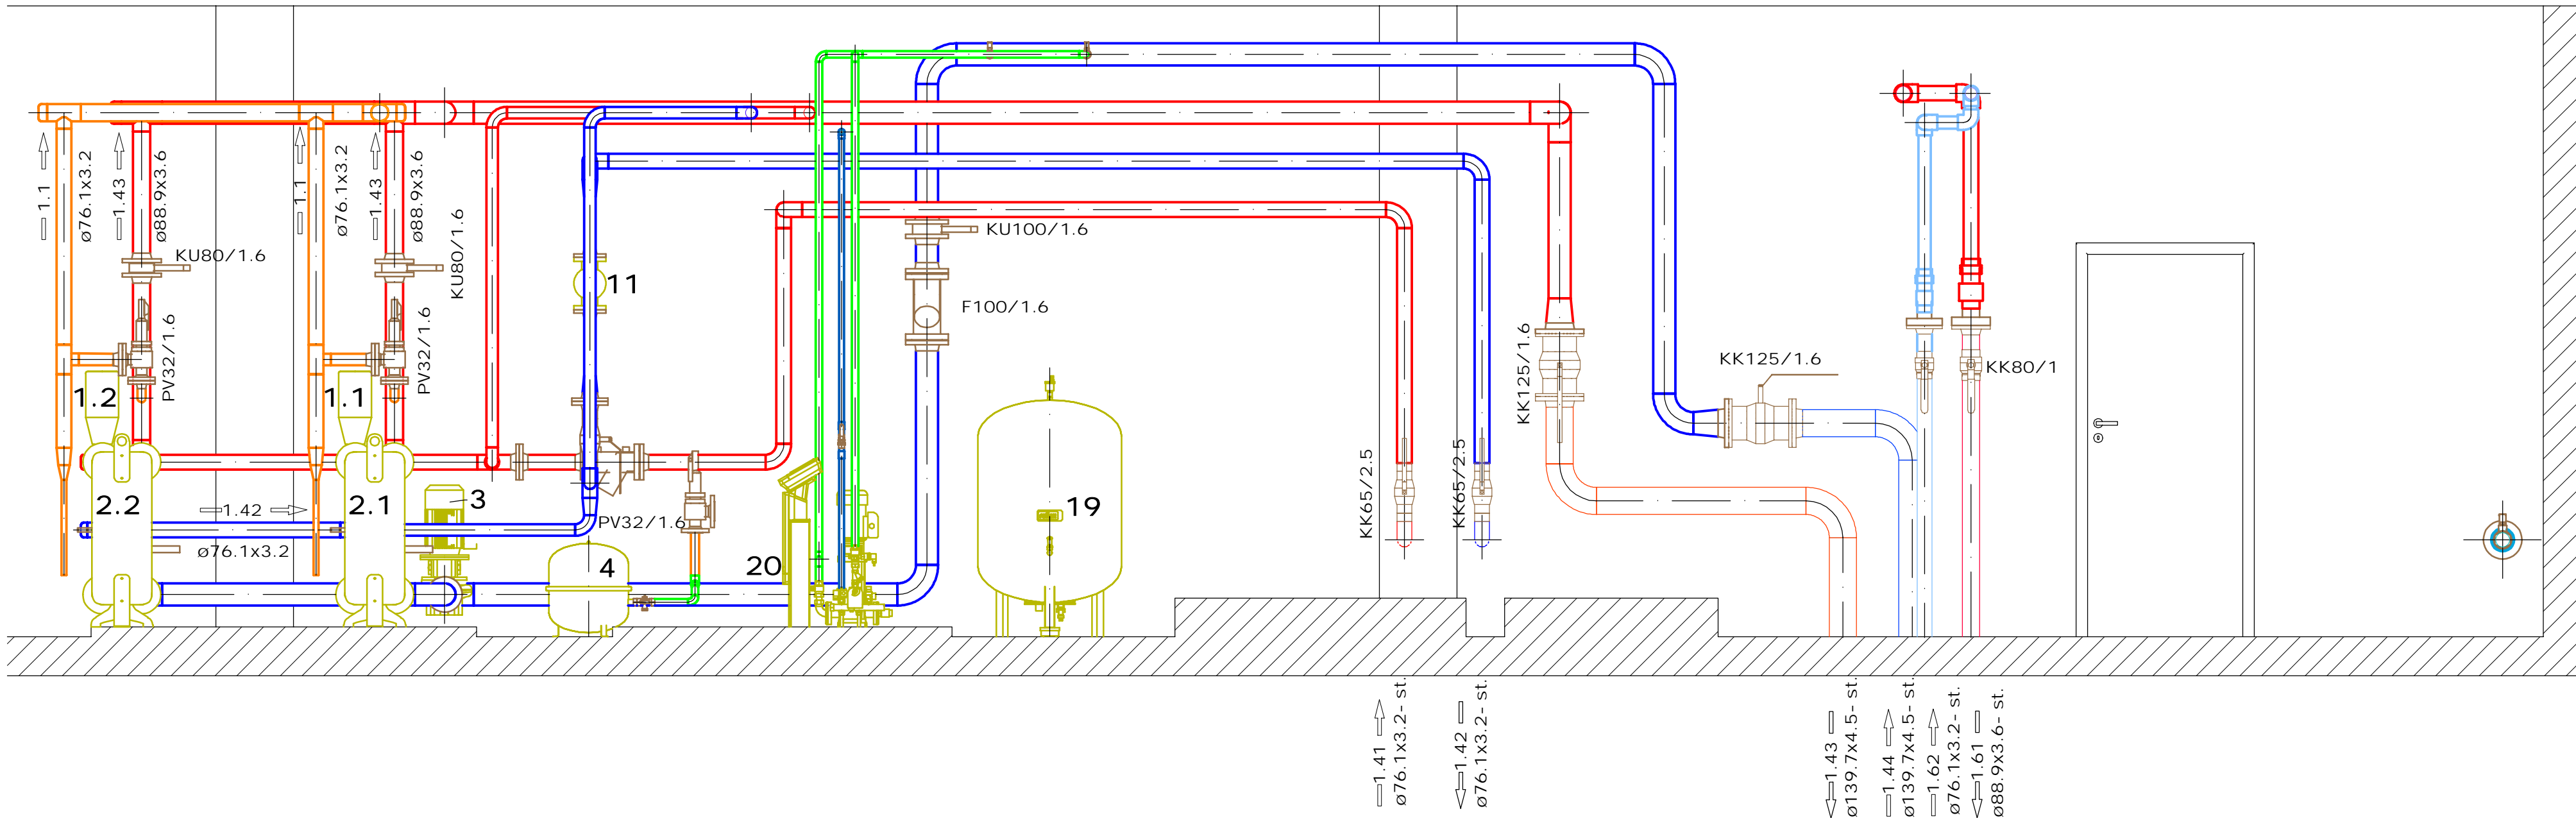 1.1
ø76.1x3.2
1.43
ø88.9x3.6
1.1
ø76.1x3.2
1.43
ø88.9x3.6
KU80/1.6
KU80/1.6
PV32/1.6
PV32/1.6
1.2
1.1
2.2
2.1
1.42
ø76.1x3.2
3
11
PV32/1.6
4
20
KU100/1.6
F100/1.6
19
KK65/2.5
KK65/2.5
KK125/1.6
KK125/1.6
KK80/1
1.41
ø76.1x3.2- st.
1.42
ø76.1x3.2- st.
1.43
ø139.7x4.5- st.
1.44
ø139.7x4.5- st.
1.62
ø76.1x3.2- st.
1.61
ø88.9x3.6- st.